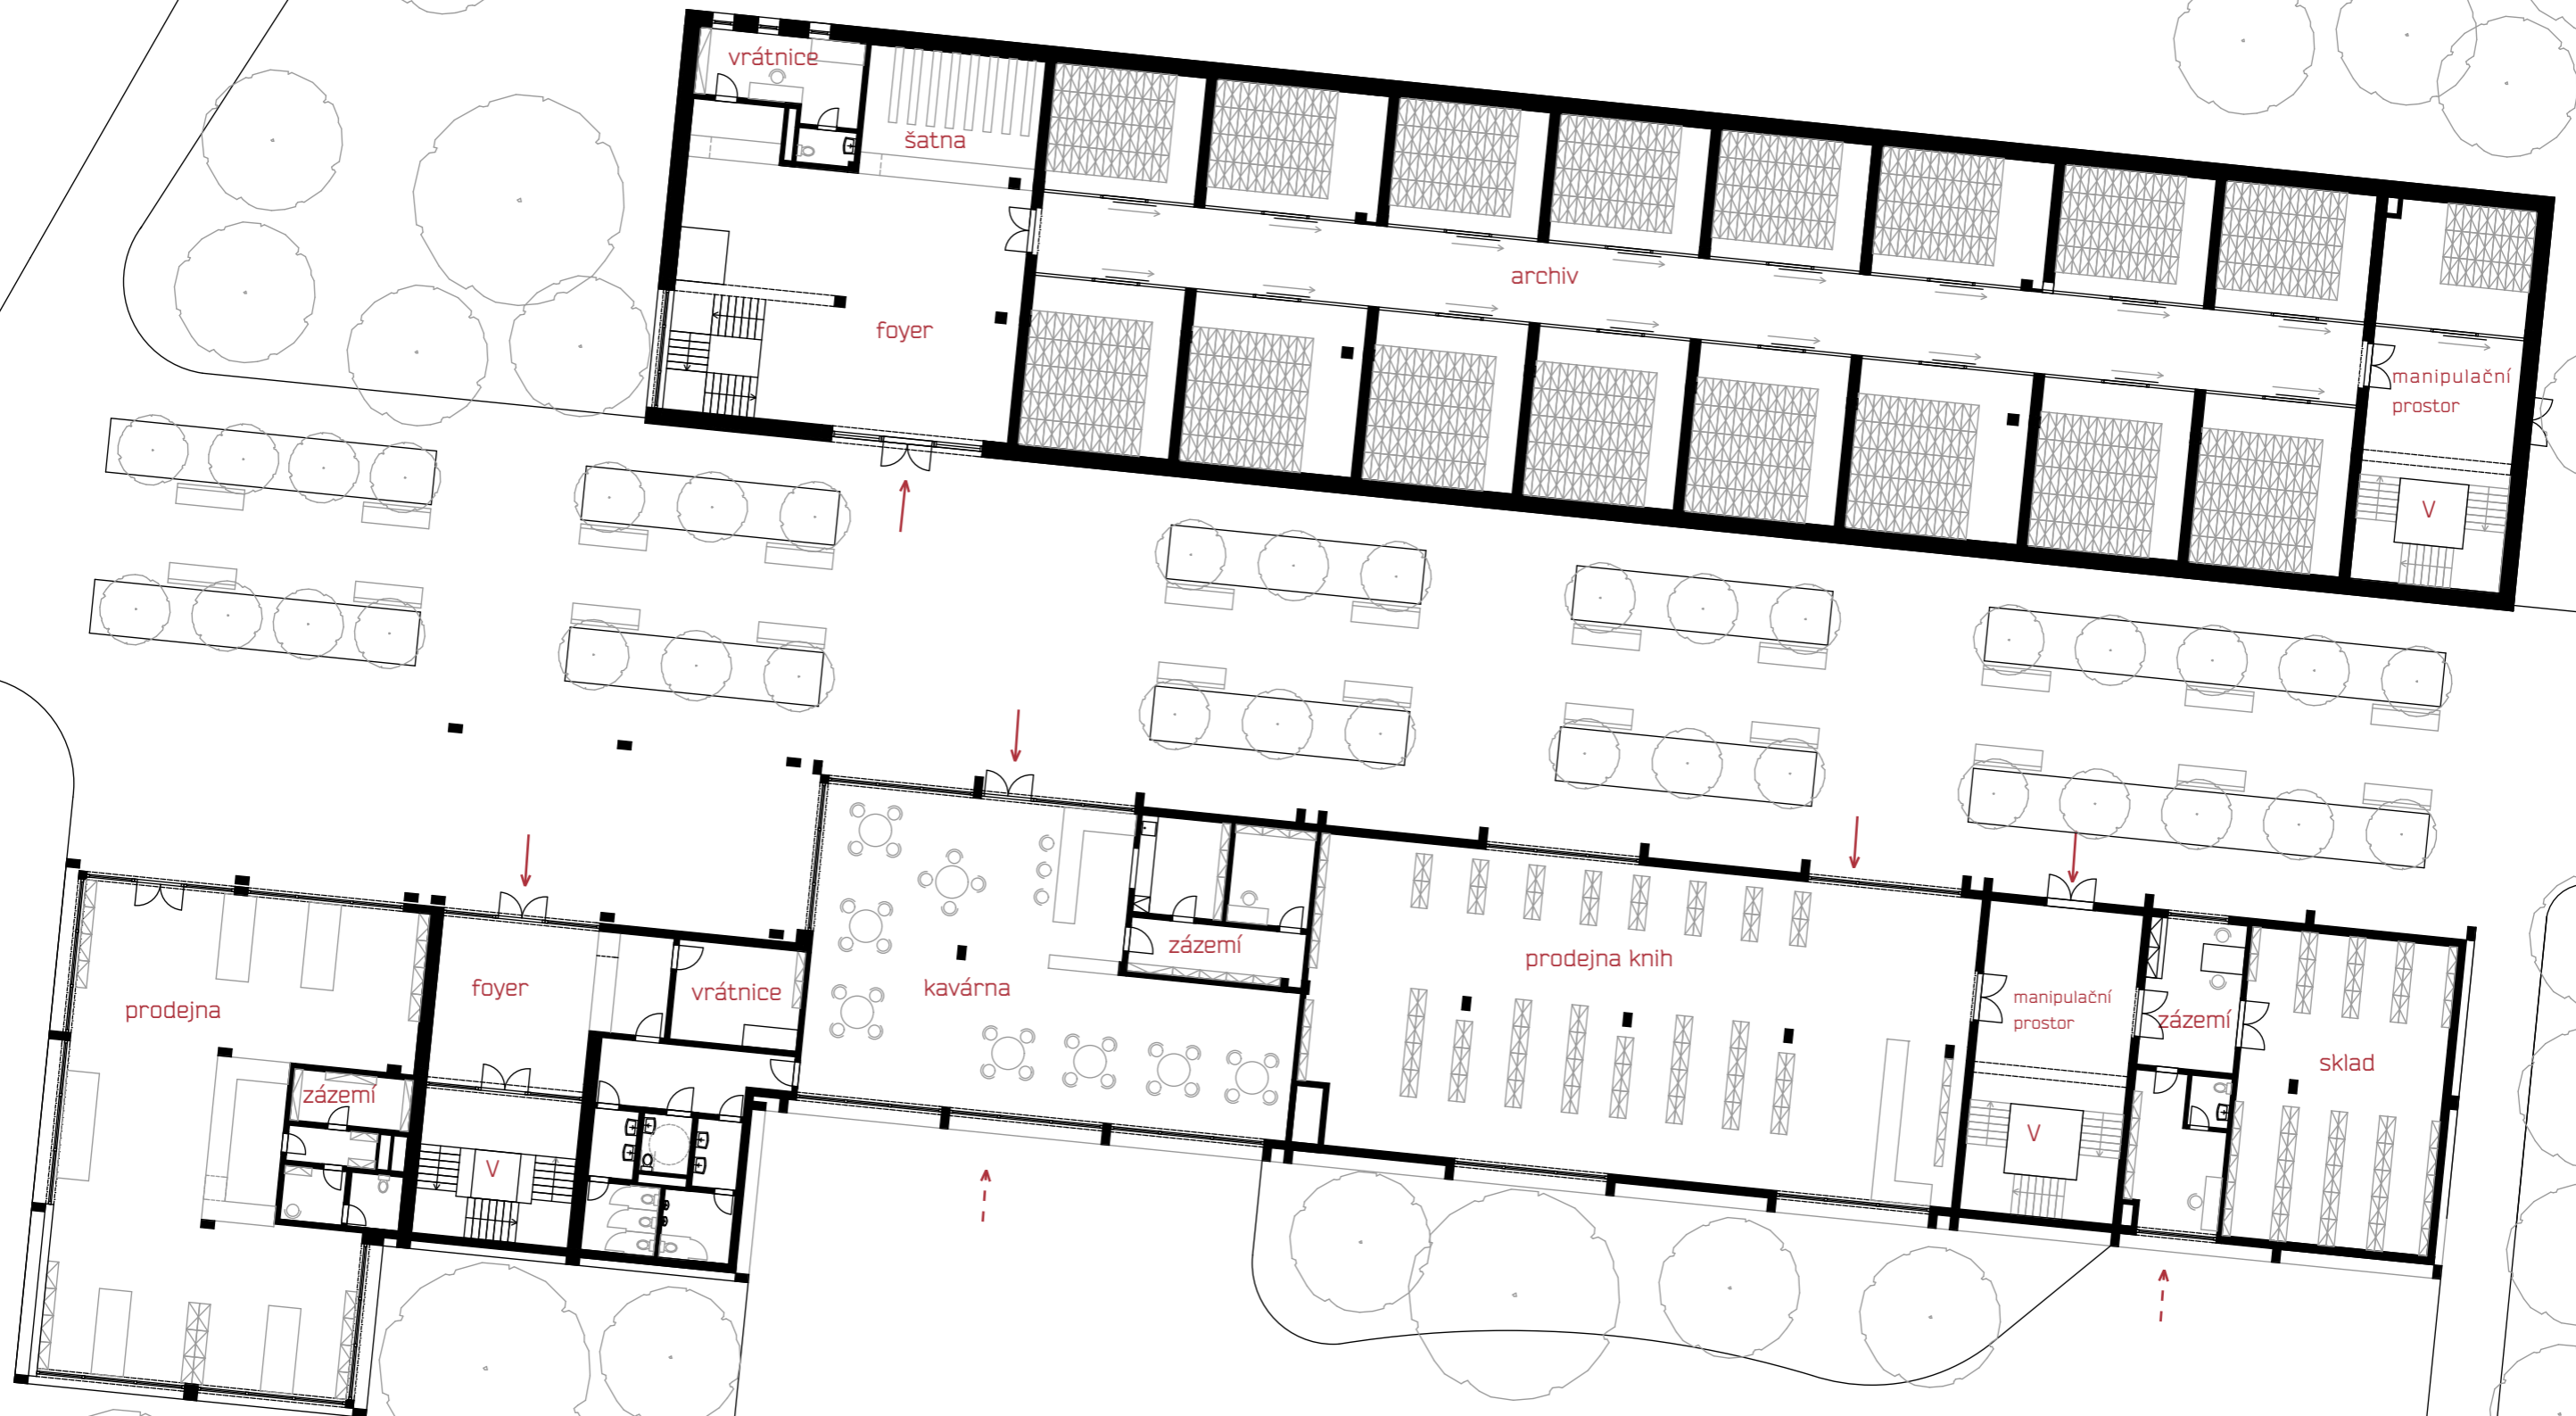 vrátnice
šatna
archiv
foyer
manipulační
prostor
V
kavárna
zázemí
prodejna knih
foyer
vrátnice
prodejna
zázemí
V
manipulační
prostor
zázemí
sklad
V